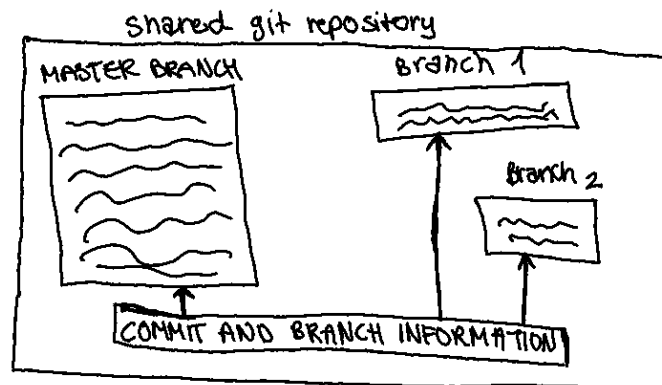 shared git repository
MASTER BRANCH
Branch 1
Branch 2
COMMIT AND BRANCH INFORMATION